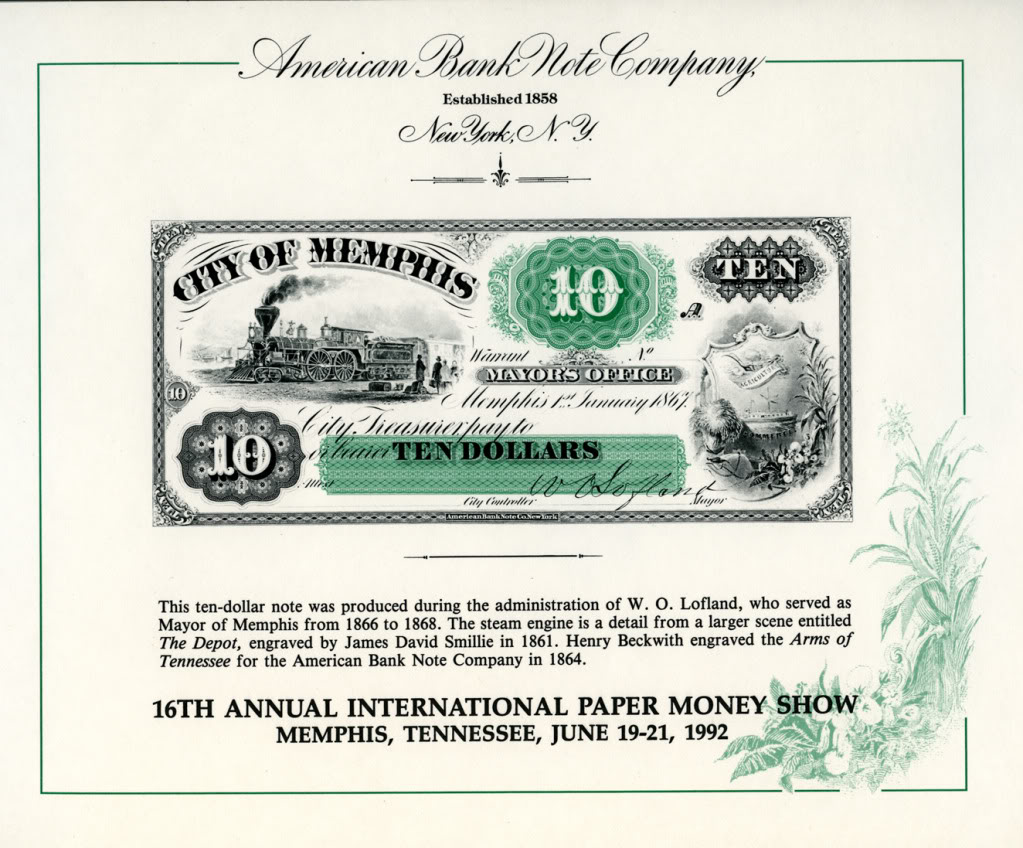 American Bank Note Company,
Established 1858
New York, N. Y.
CITY OF MEMPHIS
10
TEN
A
Warrant No
MAYOR'S OFFICE
10
Memphis 1st January 1867.
City Treasurer pay to
10
or bearer TEN DOLLARS
Attest
W O Lofland
City Controller Mayor
American Bank Note Co. New York
AGRICULTURE
COMMERCE
This ten-dollar note was produced during the administration of W. O. Lofland, who served as
Mayor of Memphis from 1866 to 1868. The steam engine is a detail from a larger scene entitled
The Depot, engraved by James David Smillie in 1861. Henry Beckwith engraved the Arms of
Tennessee for the American Bank Note Company in 1864.
16TH ANNUAL INTERNATIONAL PAPER MONEY SHOW
MEMPHIS, TENNESSEE, JUNE 19-21, 1992